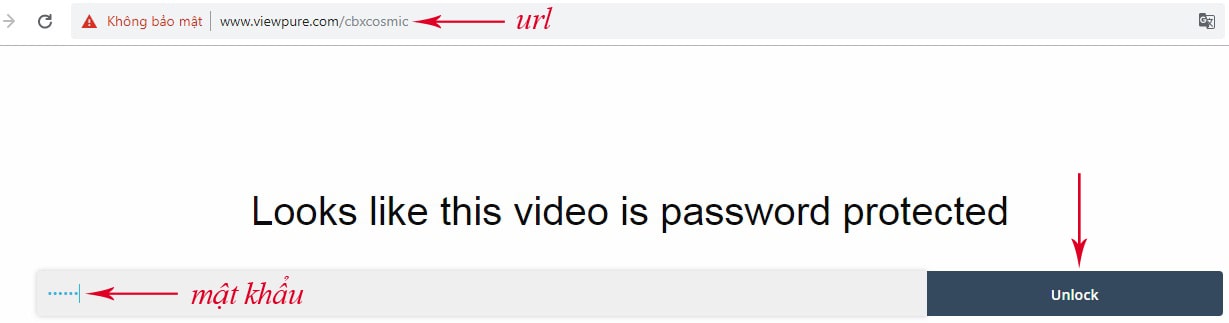 Không bảo mật | www.viewpure.com/cbxcosmic url
Looks like this video is password protected
•••••• mật khẩu Unlock